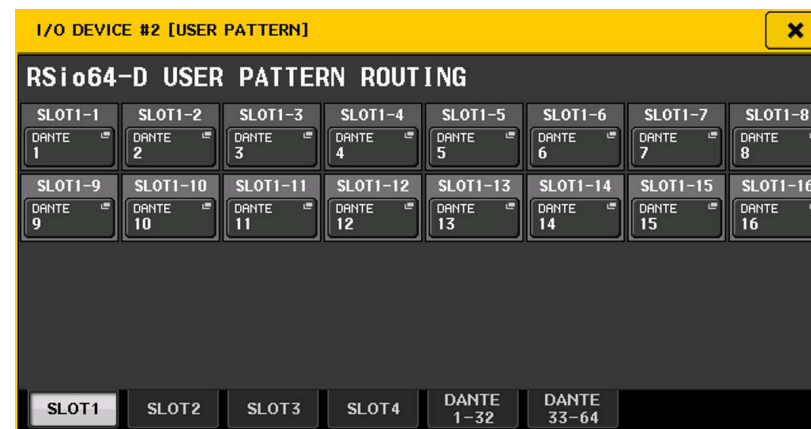 I/O DEVICE #2 [USER PATTERN]
RSio64-D USER PATTERN ROUTING
SLOT1-1 SLOT1-2 SLOT1-3 SLOT1-4 SLOT1-5 SLOT1-6 SLOT1-7 SLOT1-8
DANTE DANTE DANTE DANTE DANTE DANTE DANTE DANTE
1 2 3 4 5 6 7 8
SLOT1-9 SLOT1-10 SLOT1-11 SLOT1-12 SLOT1-13 SLOT1-14 SLOT1-15 SLOT1-16
DANTE DANTE DANTE DANTE DANTE DANTE DANTE DANTE
9 10 11 12 13 14 15 16
SLOT1 SLOT2 SLOT3 SLOT4 DANTE 1-32 DANTE 33-64